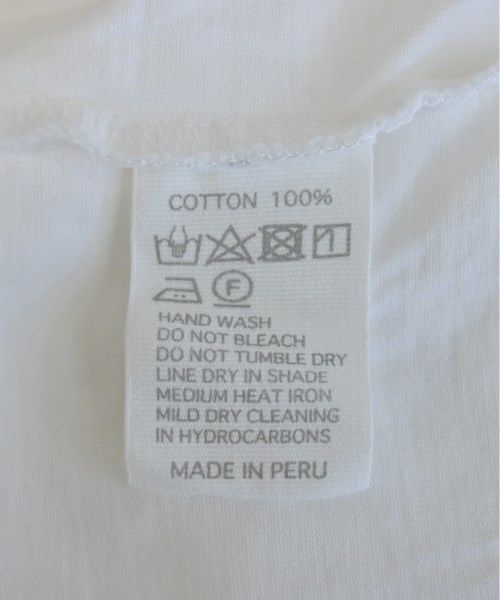 COTTON 100%
F
HAND WASH
DO NOT BLEACH
DO NOT TUMBLE DRY
LINE DRY IN SHADE
MEDIUM HEAT IRON
MILD DRY CLEANING
IN HYDROCARBONS
MADE IN PERU